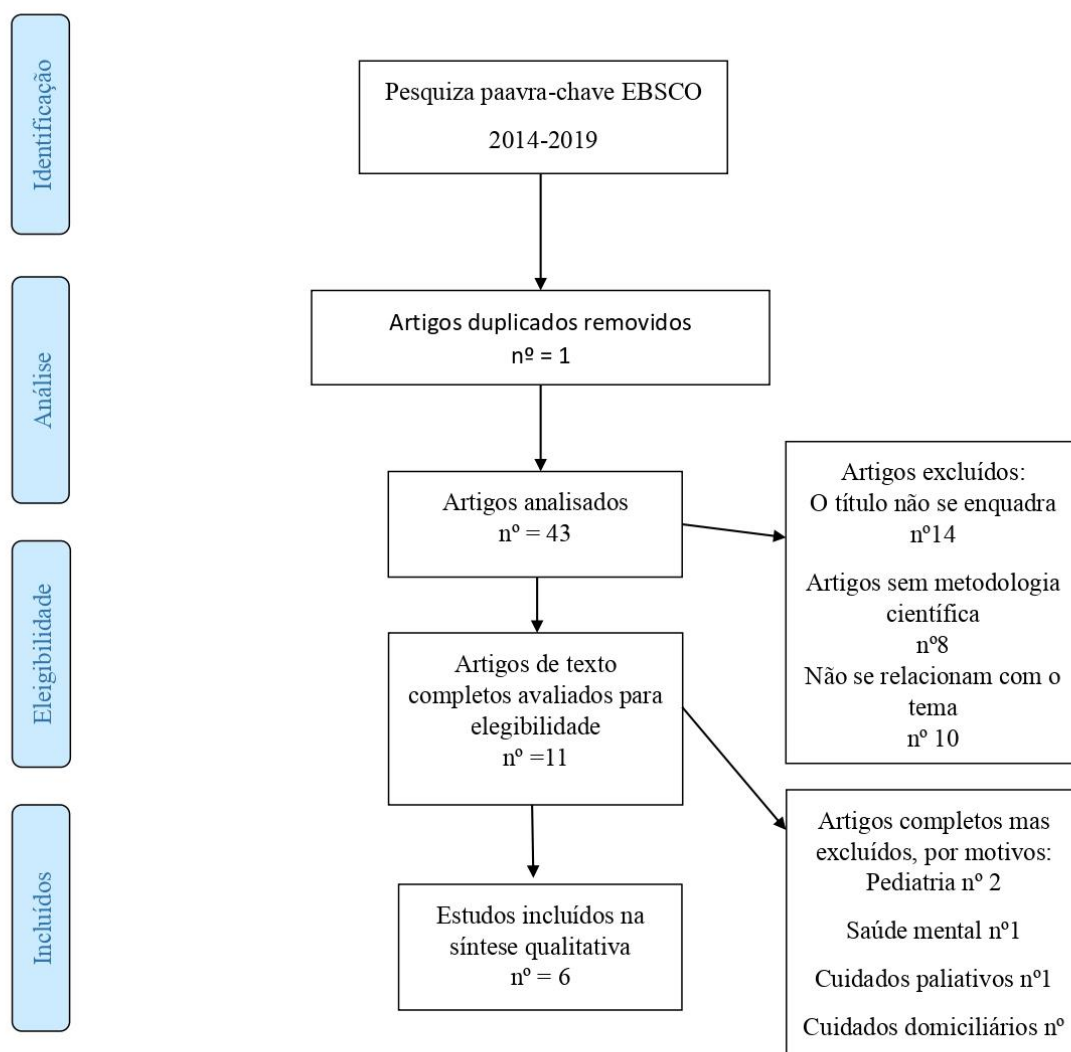 Identificação
Pesquiza paavra-chave EBSCO
2014-2019
Análise
Artigos duplicados removidos
nº = 1
Artigos analisados
nº = 43
Artigos excluídos:
O título não se enquadra
nº14
Artigos sem metodologia
científica
nº8
Não se relacionam com o
tema
nº 10
Eleigibilidade
Artigos de texto
completos avaliados para
elegibilidade
nº =11
Artigos completos mas
excluídos, por motivos:
Pediatria nº 2
Saúde mental nº1
Cuidados paliativos nº1
Cuidados domiciliários nº
Incluídos
Estudos incluídos na
síntese qualitativa
nº = 6